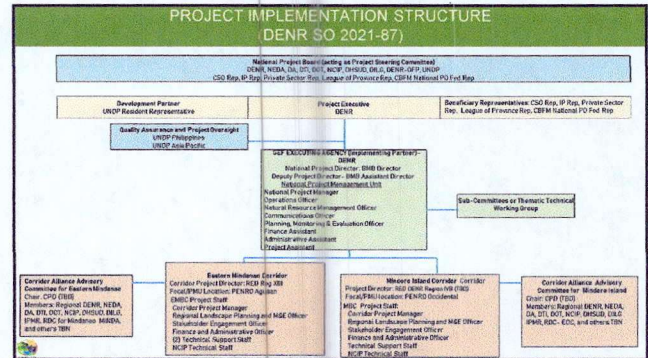 PROJECT IMPLEMENTATION STRUCTURE
(DENR SO 2021-87)
National Project Board (acting as Project Steering Committee)
DENR, NEDA, DA, DTI, DOT, NCIP, DHSUD, DILG, DENR-OFP, UNDP
CSO Rep, IP Rep, Private Sector Rep, League of Province Rep, CBFM National PO Fed Rep
Development Partner
UNDP Resident Representative
Project Executive
DENR
Beneficiary Representatives: CSO Rep, IP Rep, Private Sector
Rep, League of Province Rep, CBFM National PO Fed Rep
Quality Assurance and Project Oversight
UNDP Philippines
UNDP Asia Pacific
GEF EXECUTING AGENCY (Implementing Partner)-
DENR
National Project Director: BMB Director
Deputy Project Director - BMB Assistant Director
National Project Management Unit
National Project Manager
Operations Officer
Natural Resource Management Officer
Communications Officer
Planning, Monitoring & Evaluation Officer
Finance Assistant
Administrative Assistant
Project Assistant
Sub-Committees or Thematic Technical
Working Group
Corridor Alliance Advisory
Committee for Eastern Mindanao
Chair: CPD (TBD)
Members: Regional DENR, NEDA,
DA, DTI, DOT, NCIP, DHSUD, DILG,
IPMR, RDC for Mindanao MinDA,
and others TBN
Eastern Mindanao Corridor
Corridor Project Director: RED Reg XIII
Focal/PMU Location: PENRO Agusan
EMBC Project Staff
Corridor Project Manager
Regional Landscape Planning and M&E Officer
Stakeholder Engagement Officer
Finance and Administrative Officer
(2) Technical Support Staff
NCIP Technical Staff
Mindoro Island Corridor Corridor
Project Director: RED DENR Region IVB (TBD)
Focal/PMU location: PENRO Occidental
MBC Project Staff:
Corridor Project Manager
Regional Landscape Planning and M&E Officer
Stakeholder Engagement Officer
Finance and Administrative Officer
Technical Support Staff
NCIP Technical Staff
Corridor Alliance Advisory
Committee for Mindoro Island
Chair: CPD (TBD)
Members: Regional DENR, NEDA,
DA, DTI, DOT, NCIP, DHSUD, DILG,
IPMR, RDC- EDC, and others TBN